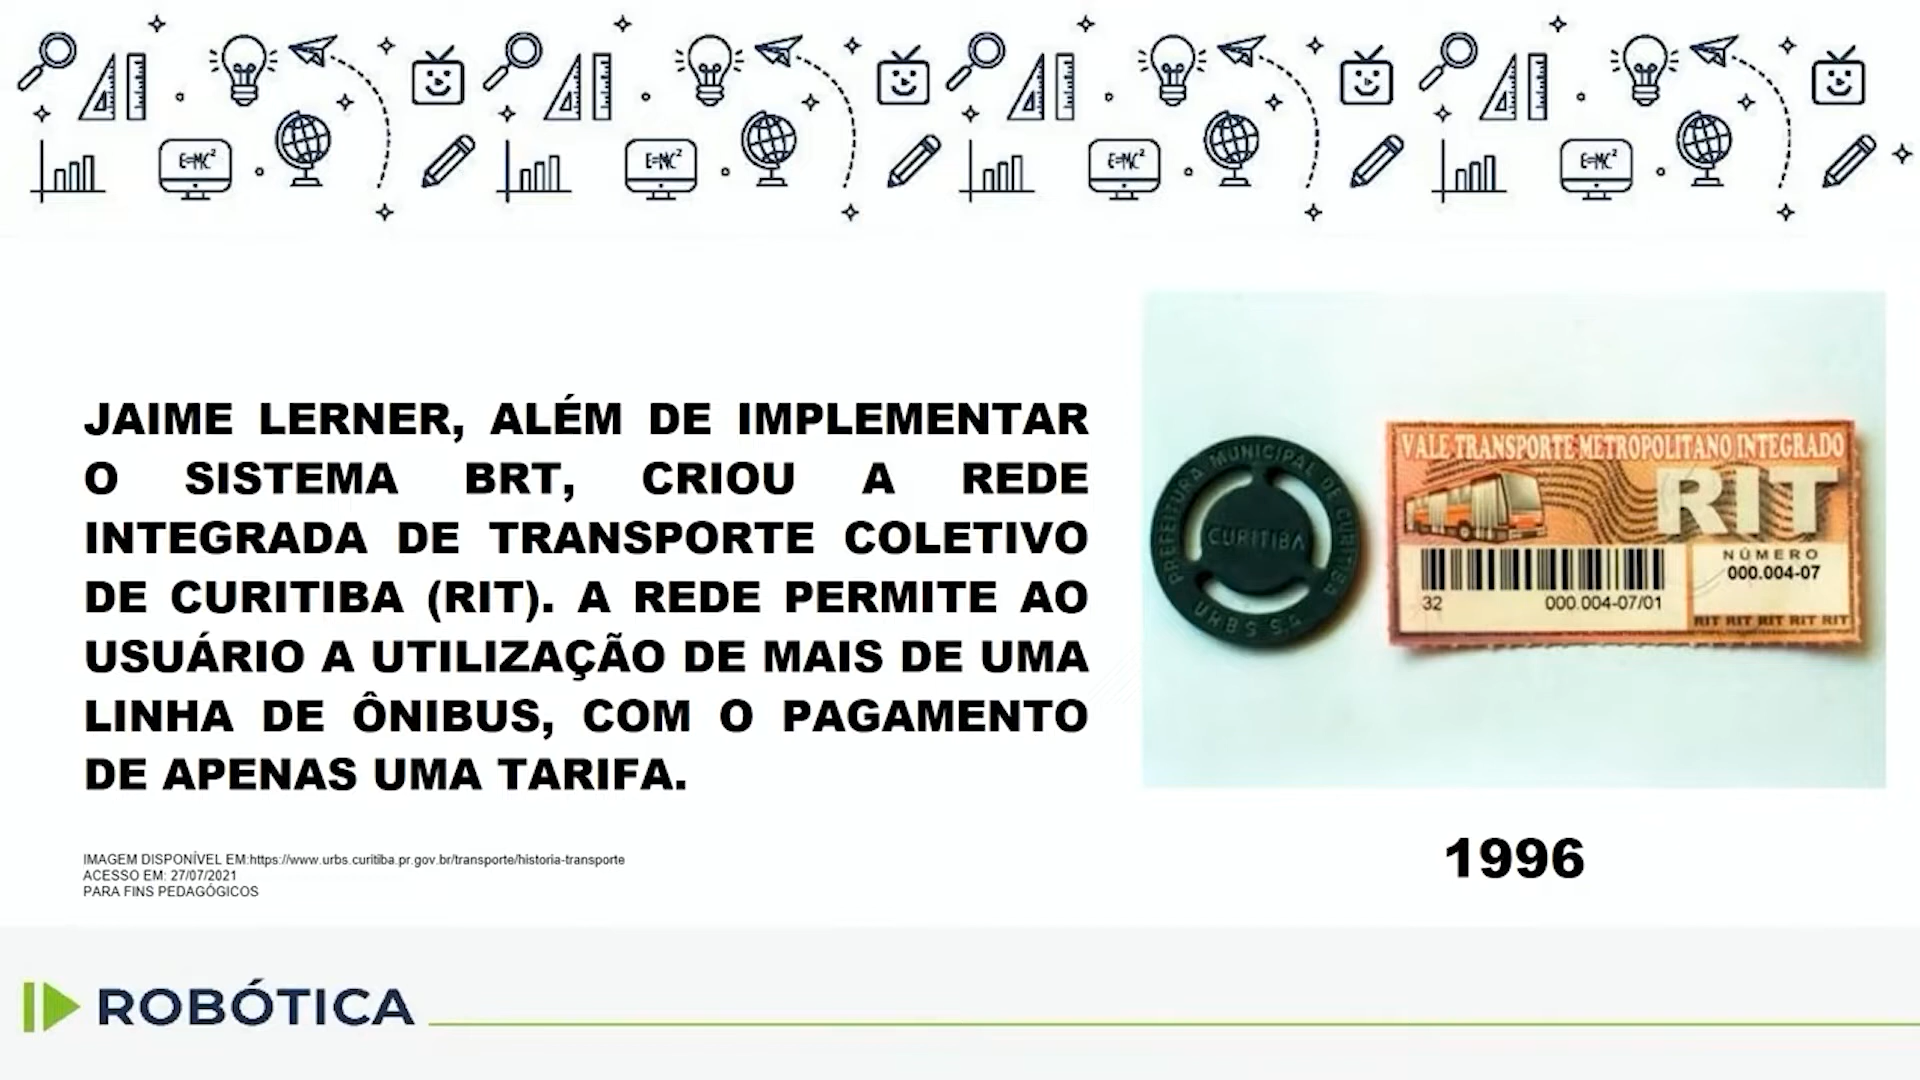 E=MC²
E=MC²
E=MC²
E=MC²
JAIME LERNER, ALÉM DE IMPLEMENTAR
O SISTEMA BRT, CRIOU A REDE
INTEGRADA DE TRANSPORTE COLETIVO
DE CURITIBA (RIT). A REDE PERMITE AO
USUÁRIO A UTILIZAÇÃO DE MAIS DE UMA
LINHA DE ÔNIBUS, COM O PAGAMENTO
DE APENAS UMA TARIFA.
IMAGEM DISPONÍVEL EM:https://www.urbs.curitiba.pr.gov.br/transporte/historia-transporte
ACESSO EM: 27/07/2021
PARA FINS PEDAGÓGICOS
PREFEITURA MUNICIPAL DE CURITIBA
CURITIBA
URBS S.A
VALE TRANSPORTE METROPOLITANO INTEGRADO
RIT
NÚMERO
000.004-07
32 000.004-07/01
RIT RIT RIT RIT RIT
1996
ROBÓTICA